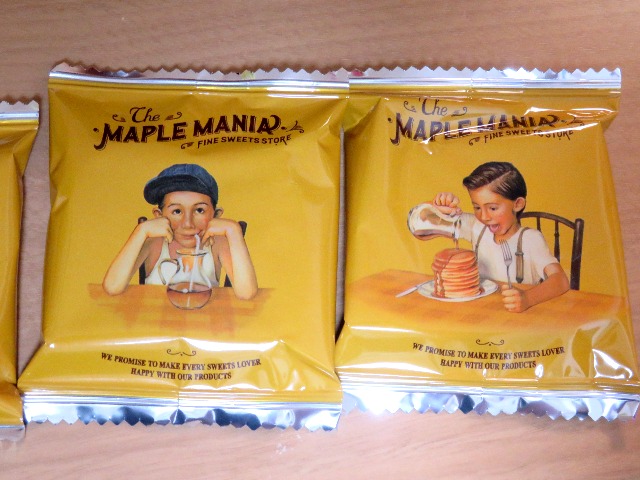 The
MAPLE MANIA
FINE SWEETS STORE
WE PROMISE TO MAKE EVERY SWEETS LOVER
HAPPY WITH OUR PRODUCTS
The
MAPLE MANIA
FINE SWEETS STORE
WE PROMISE TO MAKE EVERY SWEETS LOVER
HAPPY WITH OUR PRODUCTS